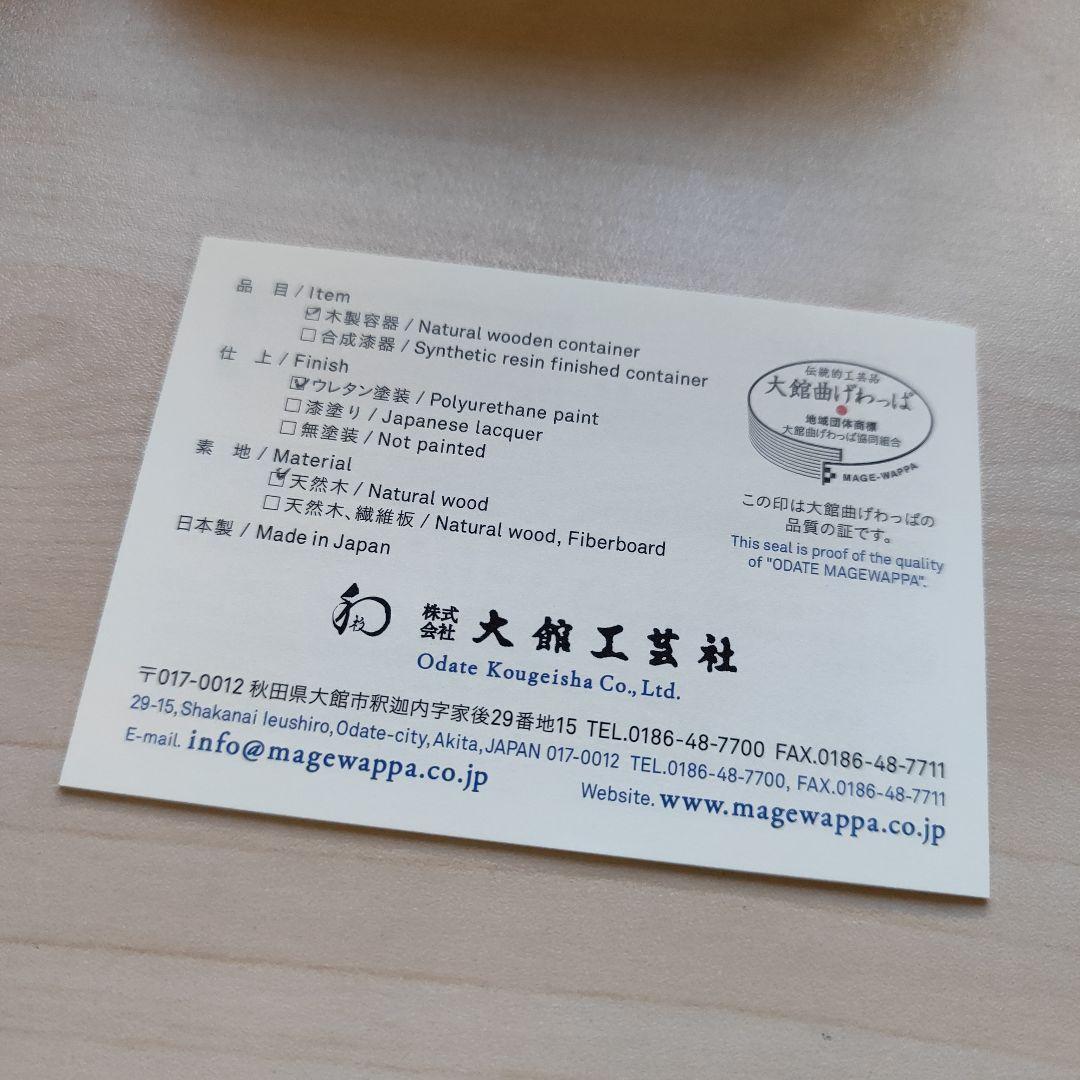 品 目 / Item
☑ 木製容器 / Natural wooden container
☐ 合成漆器 / Synthetic resin finished container
仕 上 / Finish
☑ ウレタン塗装 / Polyurethane paint
☐ 漆塗り / Japanese lacquer
☐ 無塗装 / Not painted
素 地 / Material
☑ 天然木 / Natural wood
☐ 天然木、繊維板 / Natural wood, Fiberboard
日本製 / Made in Japan
伝統的工芸品
大館曲げわっぱ
地域団体商標
大館曲げわっぱ協同組合
MAGE-WAPPA
この印は大館曲げわっぱの
品質の証です。
This seal is proof of the quality
of "ODATE MAGEWAPPA".
株式会社 大館工芸社
Odate Kougeisha Co., Ltd.
〒017-0012 秋田県大館市釈迦内字家後29番地15 TEL.0186-48-7700 FAX.0186-48-7711
29-15,Shakanai Ieushiro,Odate-city,Akita,JAPAN 017-0012 TEL.0186-48-7700, FAX.0186-48-7711
E-mail. info@magewappa.co.jp
Website. www.magewappa.co.jp